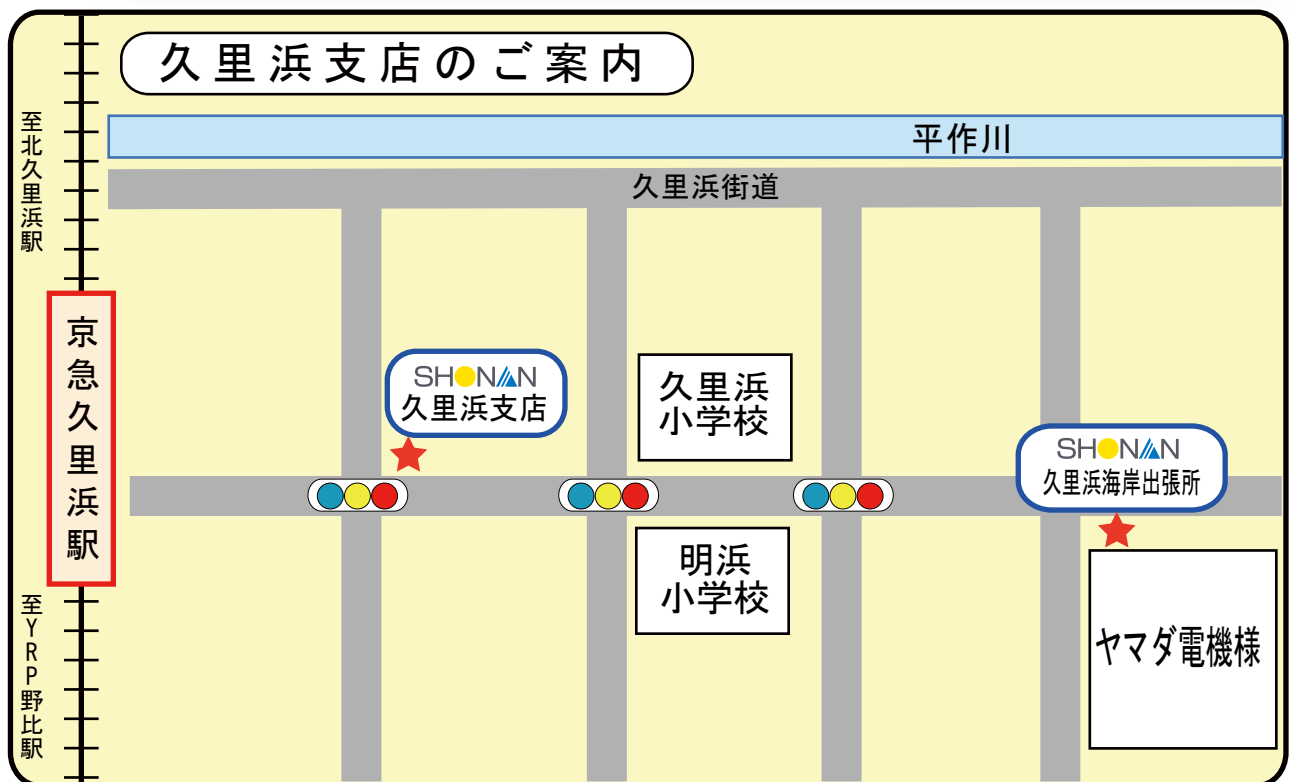 久里浜支店のご案内
平作川
久里浜街道
至北久里浜駅
京急久里浜駅
至YRP野比駅
SHONAN
久里浜支店
久里浜
小学校
明浜
小学校
SHONAN
久里浜海岸出張所
ヤマダ電機様